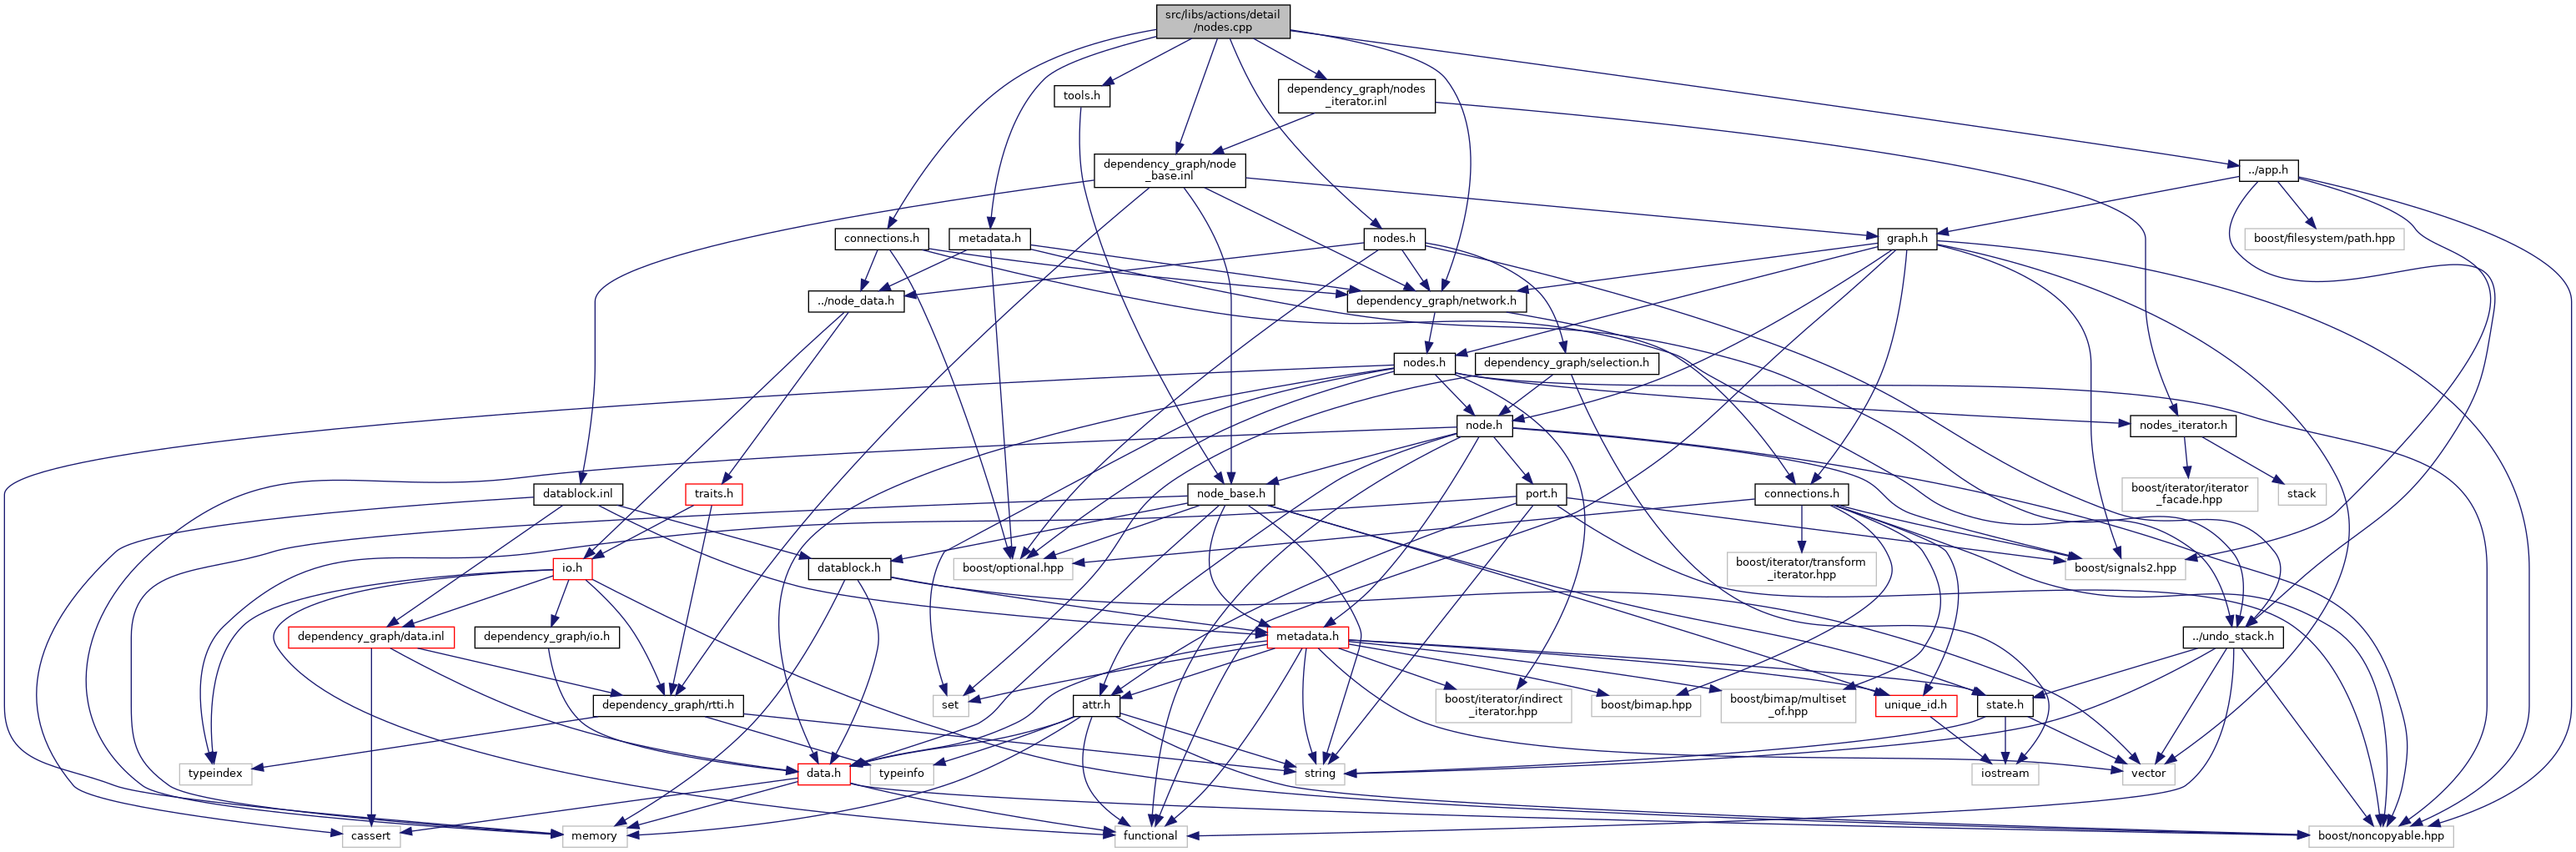 src/libs/actions/detail
/nodes.cpp
tools.h
dependency_graph/nodes
_iterator.inl
dependency_graph/node
_base.inl
../app.h
connections.h
metadata.h
nodes.h
graph.h
boost/filesystem/path.hpp
../node_data.h
dependency_graph/network.h
nodes.h
dependency_graph/selection.h
node.h
nodes_iterator.h
datablock.inl
traits.h
node_base.h
port.h
connections.h
boost/iterator/iterator
_facade.hpp
stack
io.h
datablock.h
boost/optional.hpp
boost/iterator/transform
_iterator.hpp
boost/signals2.hpp
dependency_graph/data.inl
dependency_graph/io.h
metadata.h
../undo_stack.h
dependency_graph/rtti.h
set
attr.h
boost/iterator/indirect
_iterator.hpp
boost/bimap.hpp
boost/bimap/multiset
_of.hpp
unique_id.h
state.h
typeindex
data.h
typeinfo
string
iostream
vector
cassert
memory
functional
boost/noncopyable.hpp